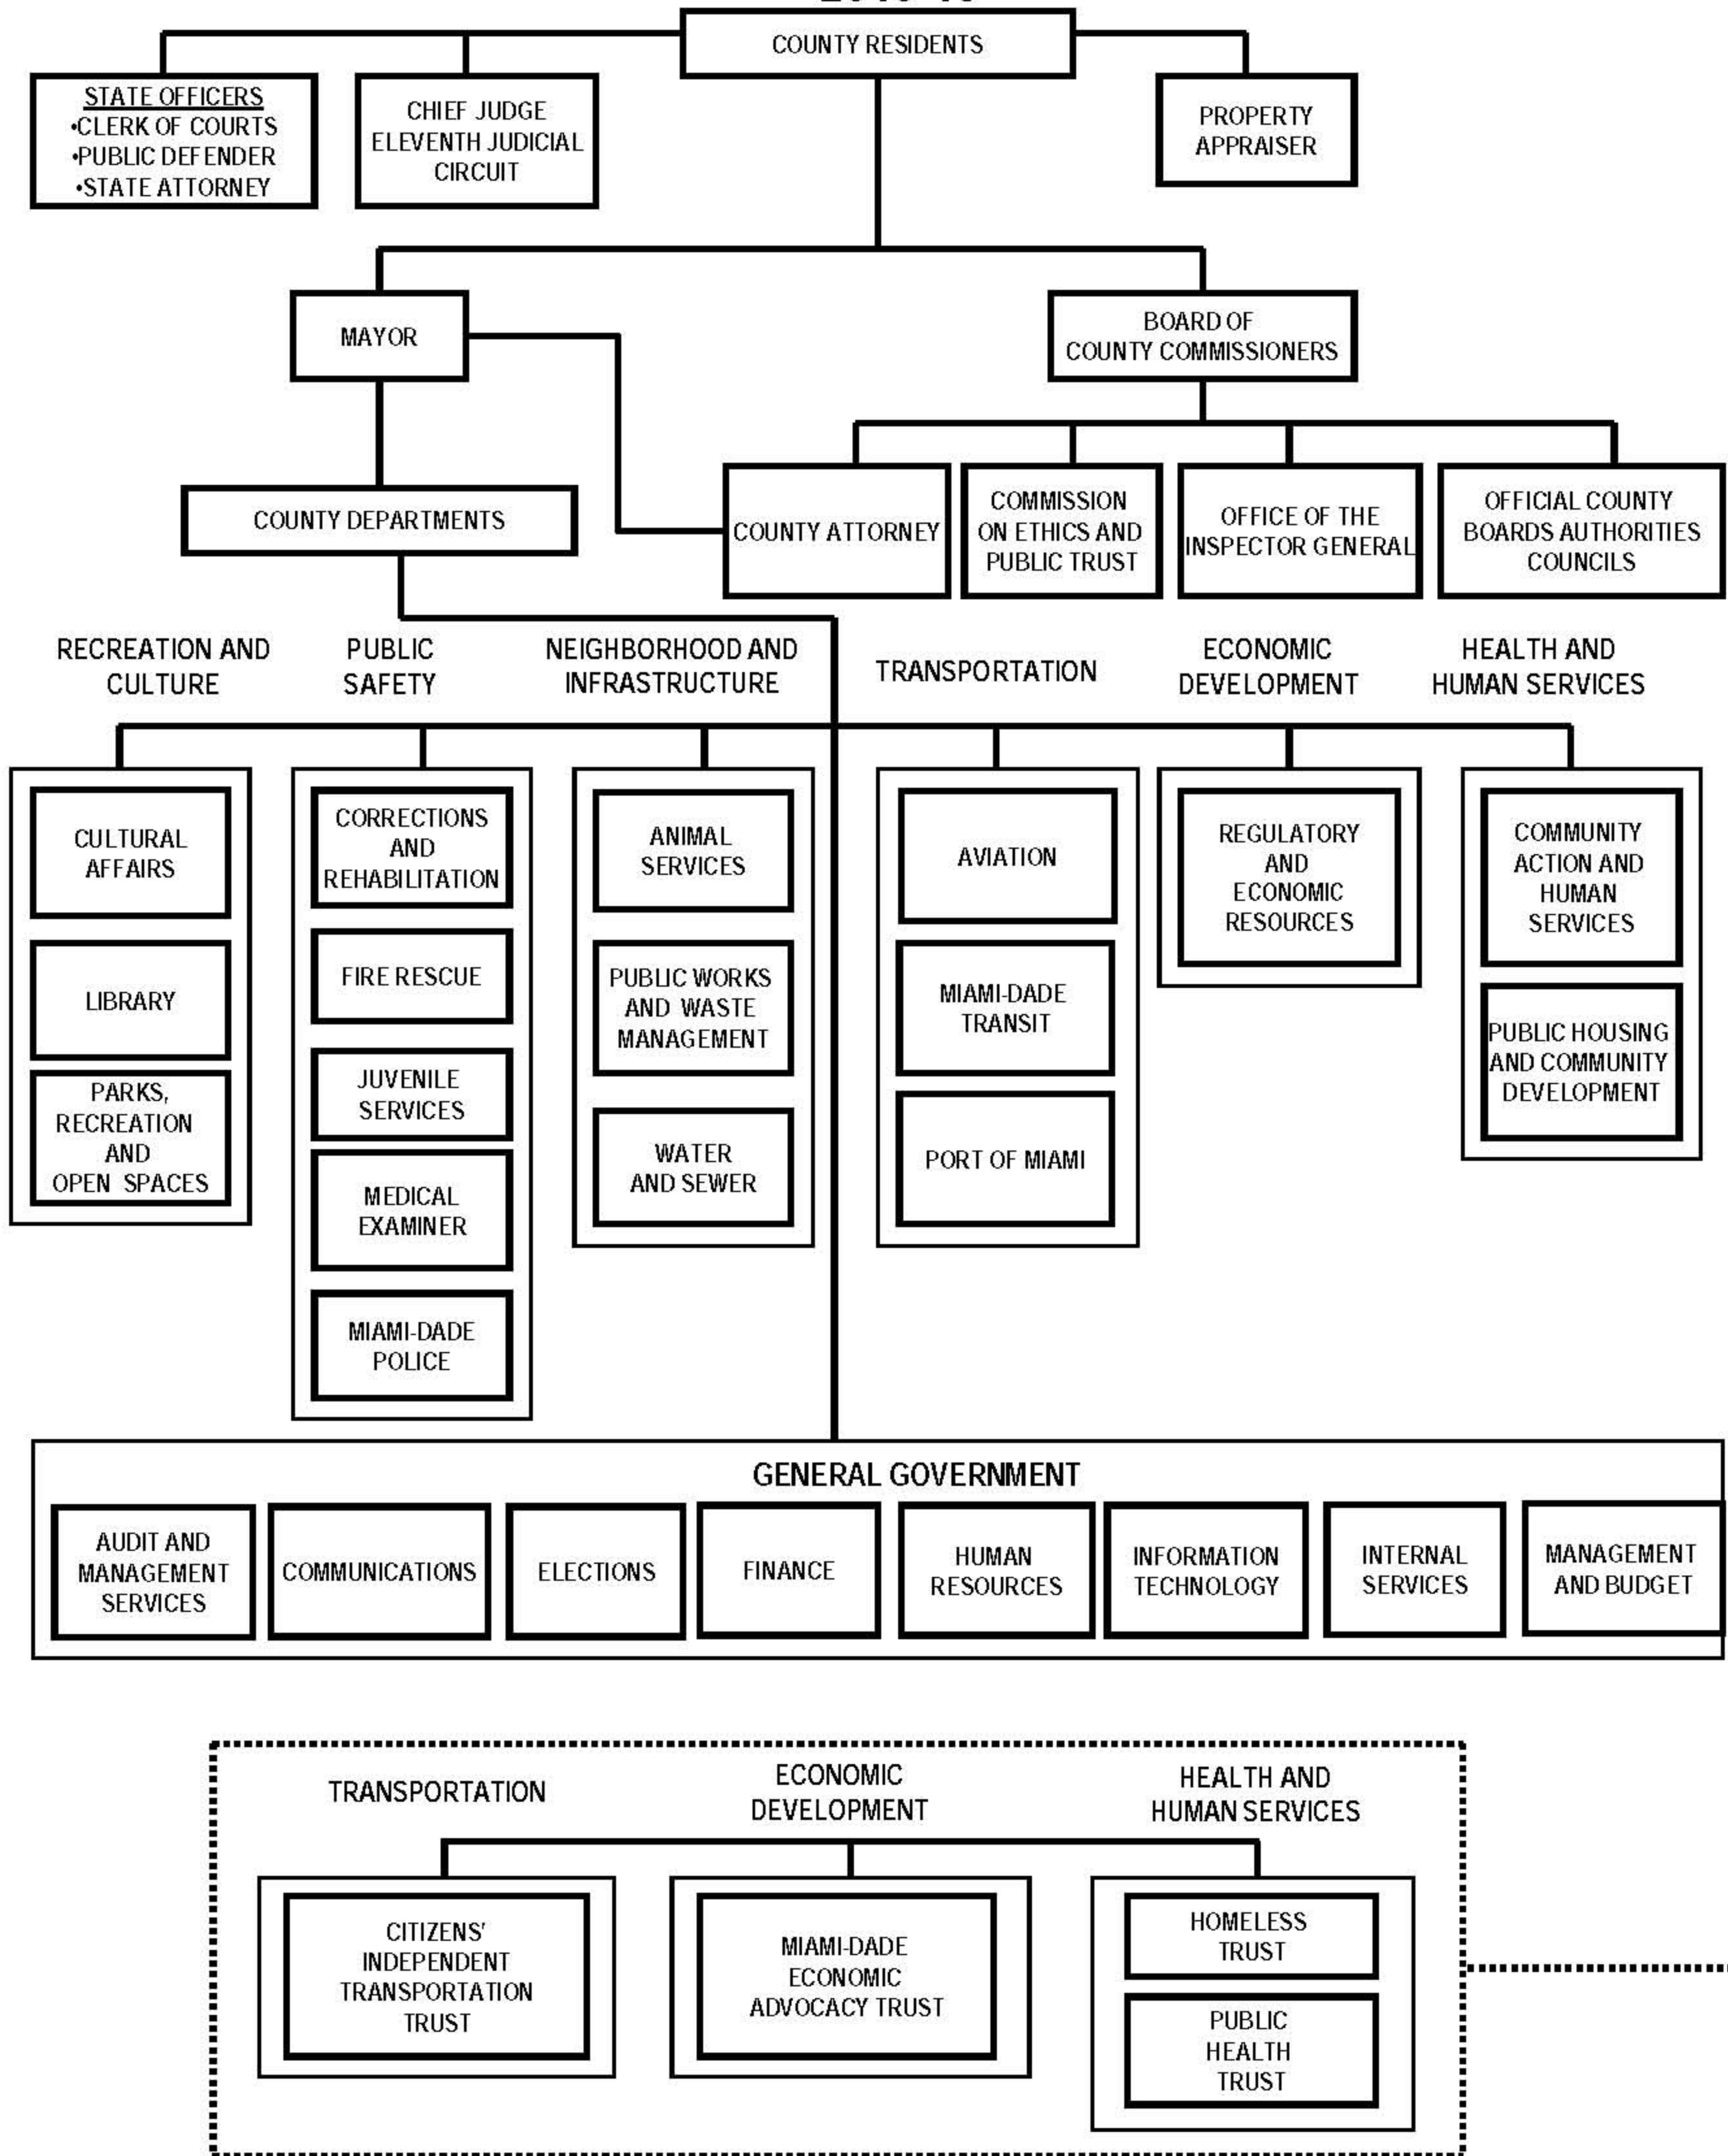 COUNTY RESIDENTS
STATE OFFICERS
•CLERK OF COURTS
•PUBLIC DEFENDER
•STATE ATTORNEY
CHIEF JUDGE
ELEVENTH JUDICIAL
CIRCUIT
PROPERTY
APPRAISER
MAYOR
BOARD OF
COUNTY COMMISSIONERS
COUNTY DEPARTMENTS
COUNTY ATTORNEY
COMMISSION
ON ETHICS AND
PUBLIC TRUST
OFFICE OF THE
INSPECTOR GENERAL
OFFICIAL COUNTY
BOARDS AUTHORITIES
COUNCILS
RECREATION AND
CULTURE
PUBLIC
SAFETY
NEIGHBORHOOD AND
INFRASTRUCTURE
TRANSPORTATION
ECONOMIC
DEVELOPMENT
HEALTH AND
HUMAN SERVICES
CULTURAL
AFFAIRS
LIBRARY
PARKS,
RECREATION
AND
OPEN SPACES
CORRECTIONS
AND
REHABILITATION
FIRE RESCUE
JUVENILE
SERVICES
MEDICAL
EXAMINER
MIAMI-DADE
POLICE
ANIMAL
SERVICES
PUBLIC WORKS
AND WASTE
MANAGEMENT
WATER
AND SEWER
AVIATION
MIAMI-DADE
TRANSIT
PORT OF MIAMI
REGULATORY
AND
ECONOMIC
RESOURCES
COMMUNITY
ACTION AND
HUMAN
SERVICES
PUBLIC HOUSING
AND COMMUNITY
DEVELOPMENT
GENERAL GOVERNMENT
AUDIT AND
MANAGEMENT
SERVICES
COMMUNICATIONS
ELECTIONS
FINANCE
HUMAN
RESOURCES
INFORMATION
TECHNOLOGY
INTERNAL
SERVICES
MANAGEMENT
AND BUDGET
TRANSPORTATION
ECONOMIC
DEVELOPMENT
HEALTH AND
HUMAN SERVICES
CITIZENS'
INDEPENDENT
TRANSPORTATION
TRUST
MIAMI-DADE
ECONOMIC
ADVOCACY TRUST
HOMELESS
TRUST
PUBLIC
HEALTH
TRUST